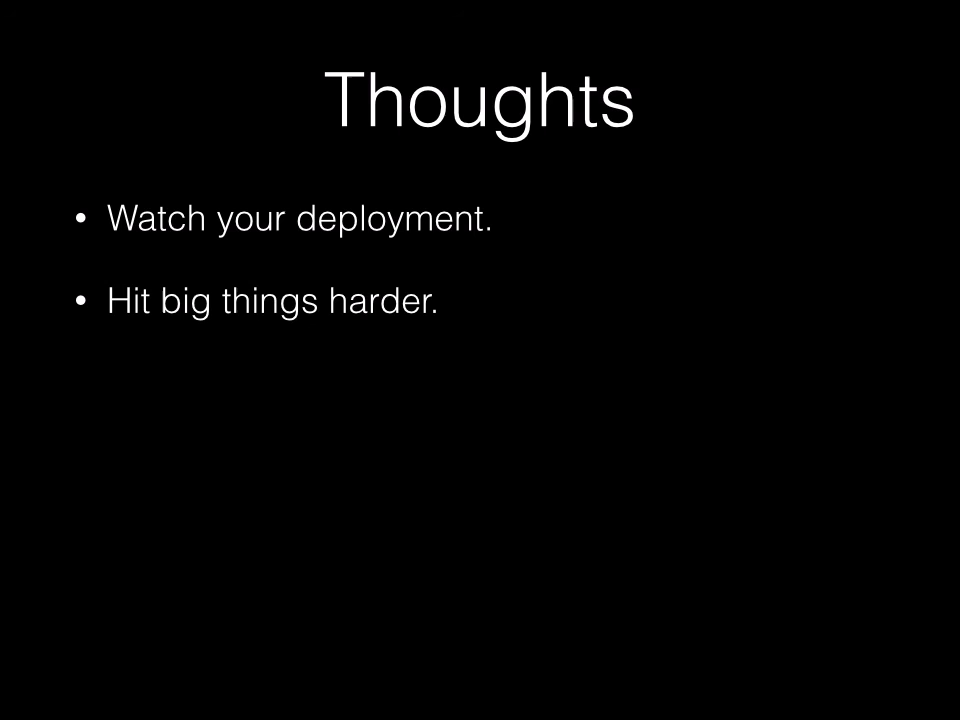 Thoughts
• Watch your deployment.
• Hit big things harder.